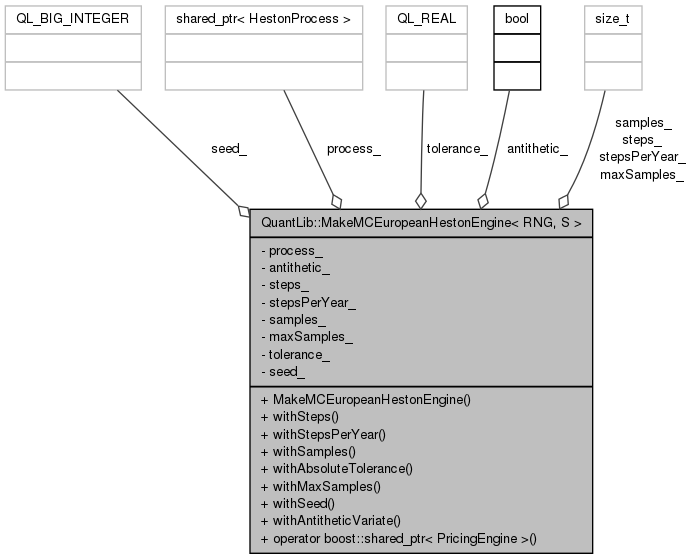 QL_BIG_INTEGER
shared_ptr< HestonProcess >
QL_REAL
bool
size_t
seed_
process_
tolerance_
antithetic_
samples_
steps_
stepsPerYear_
maxSamples_
QuantLib::MakeMCEuropeanHestonEngine< RNG, S >
- process_
- antithetic_
- steps_
- stepsPerYear_
- samples_
- maxSamples_
- tolerance_
- seed_
+ MakeMCEuropeanHestonEngine()
+ withSteps()
+ withStepsPerYear()
+ withSamples()
+ withAbsoluteTolerance()
+ withMaxSamples()
+ withSeed()
+ withAntitheticVariate()
+ operator boost::shared_ptr< PricingEngine >()